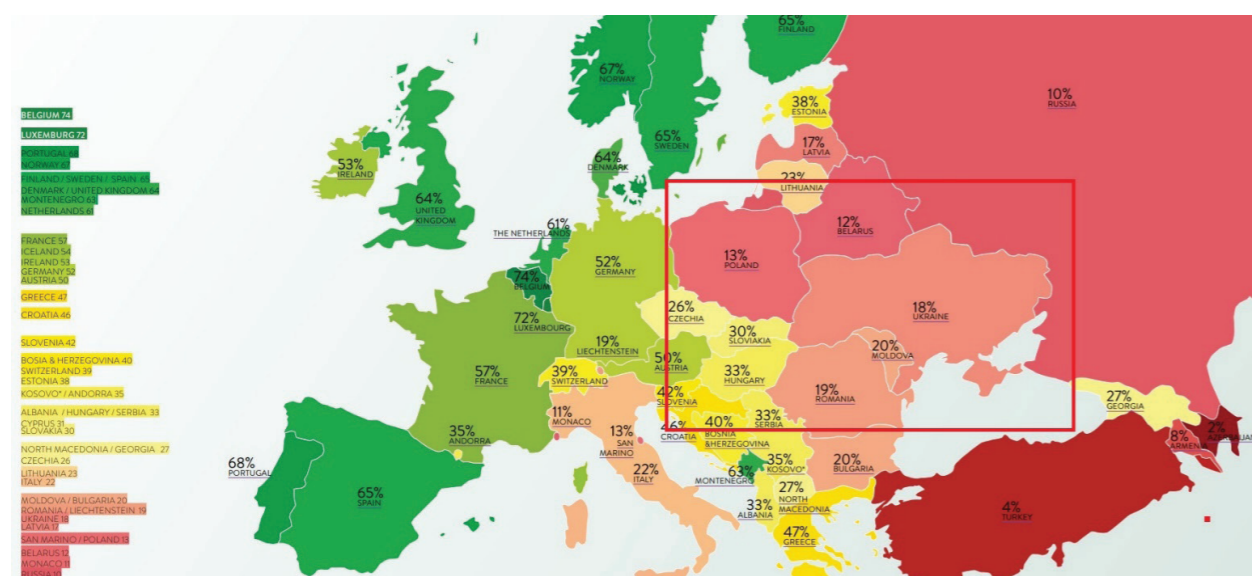 BELGIUM 74
LUXEMBURG 72
PORTUGAL 68
NORWAY 67
FINLAND / SWEDEN / SPAIN 65
DENMARK / UNITED KINGDOM 64
MONTENEGRO 63
NETHERLANDS 61
FRANCE 57
ICELAND 54
IRELAND 53
GERMANY 52
AUSTRIA 50
GREECE 47
CROATIA 46
SLOVENIA 42
BOSIA & HERZEGOVINA 40
SWITZERLAND 39
ESTONIA 38
KOSOVO* / ANDORRA 35
ALBANIA / HUNGARY / SERBIA 33
CYPRUS 31
SLOVAKIA 30
NORTH MACEDONIA / GEORGIA 27
CZECHIA 26
LITHUANIA 23
ITALY 22
MOLDOVA / BULGARIA 20
ROMANIA / LIECHTENSTEIN 19
UKRAINE 18
LATVIA 17
SAN MARINO / POLAND 13
BELARUS 12
MONACO 11
RUSSIA 10
65%
FINLAND
67%
NORWAY
65%
SWEDEN
38%
ESTONIA
10%
RUSSIA
17%
LATVIA
23%
LITHUANIA
64%
DENMARK
53%
IRELAND
64%
UNITED
KINGDOM
61%
THE NETHERLANDS
12%
BELARUS
13%
POLAND
52%
GERMANY
74%
BELGIUM
72%
LUXEMBOURG
26%
CZECHIA
18%
UKRAINE
30%
SLOVIAKIA
20%
MOLDOVA
19%
LIECHTENSTEIN
50%
AUSTRIA
33%
HUNGARY
57%
FRANCE
39%
SWITZERLAND
19%
ROMANIA
42%
SLOVENIA
27%
GEORGIA
11%
MONACO
46%
CROATIA
40%
BOSNIA
&HERZEGOVINA
33%
SERBIA
35%
ANDORRA
13%
SAN
MARINO
2%
AZERBAIJAN
8%
ARMENIA
68%
PORTUGAL
65%
SPAIN
22%
ITALY
63%
MONTENEGRO
35%
KOSOVO*
20%
BULGARIA
27%
NORTH
MACEDONIA
33%
ALBANIA
47%
GREECE
4%
TURKEY